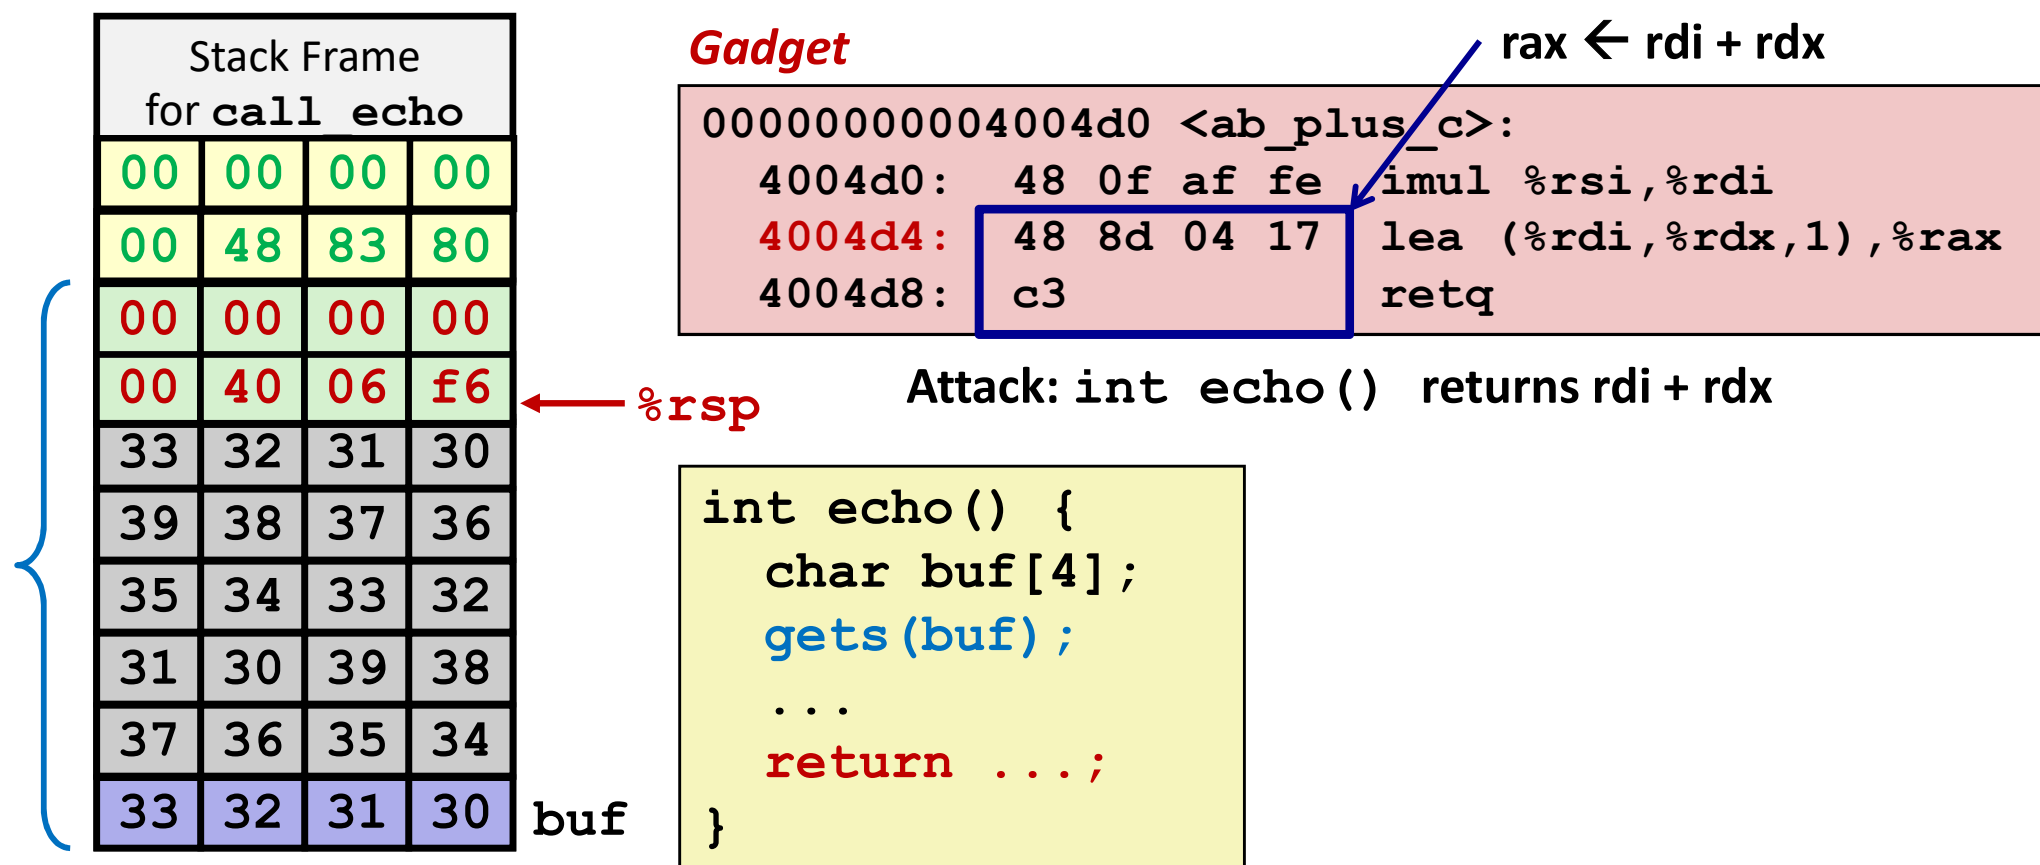 Stack Frame
for call_echo
00 00 00 00
00 48 83 80
00 00 00 00
00 40 06 f6
33 32 31 30
39 38 37 36
35 34 33 32
31 30 39 38
37 36 35 34
33 32 31 30
buf
%rsp
Gadget
rax ← rdi + rdx
00000000004004d0 <ab_plus_c>:
4004d0: 48 0f af fe imul %rsi,%rdi
4004d4: 48 8d 04 17 lea (%rdi,%rdx,1),%rax
4004d8: c3 retq
Attack: int echo() returns rdi + rdx
int echo() {
char buf[4];
gets(buf);
...
return ...;
}